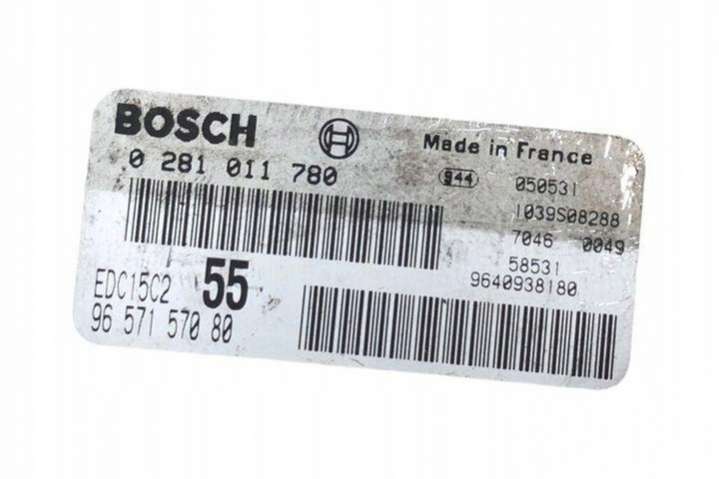 BOSCH
Made in France
0 281 011 780
944 050531
1039S08288
7046 0049
58531
9640938180
EDC15C2 55
96 571 570 80